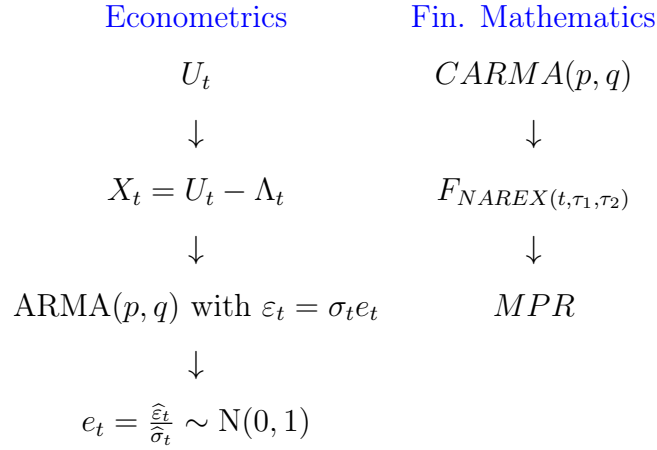 Econometrics Fin. Mathematics
U_t CARMA(p, q)
↓ ↓
X_t = U_t − Λ_t F_{NAREX(t,τ_1,τ_2)}
↓ ↓
ARMA(p, q) with ε_t = σ_t e_t MPR
↓
e_t = \frac{\widehat{ε}_t}{\widehat{σ}_t} ∼ N(0, 1)